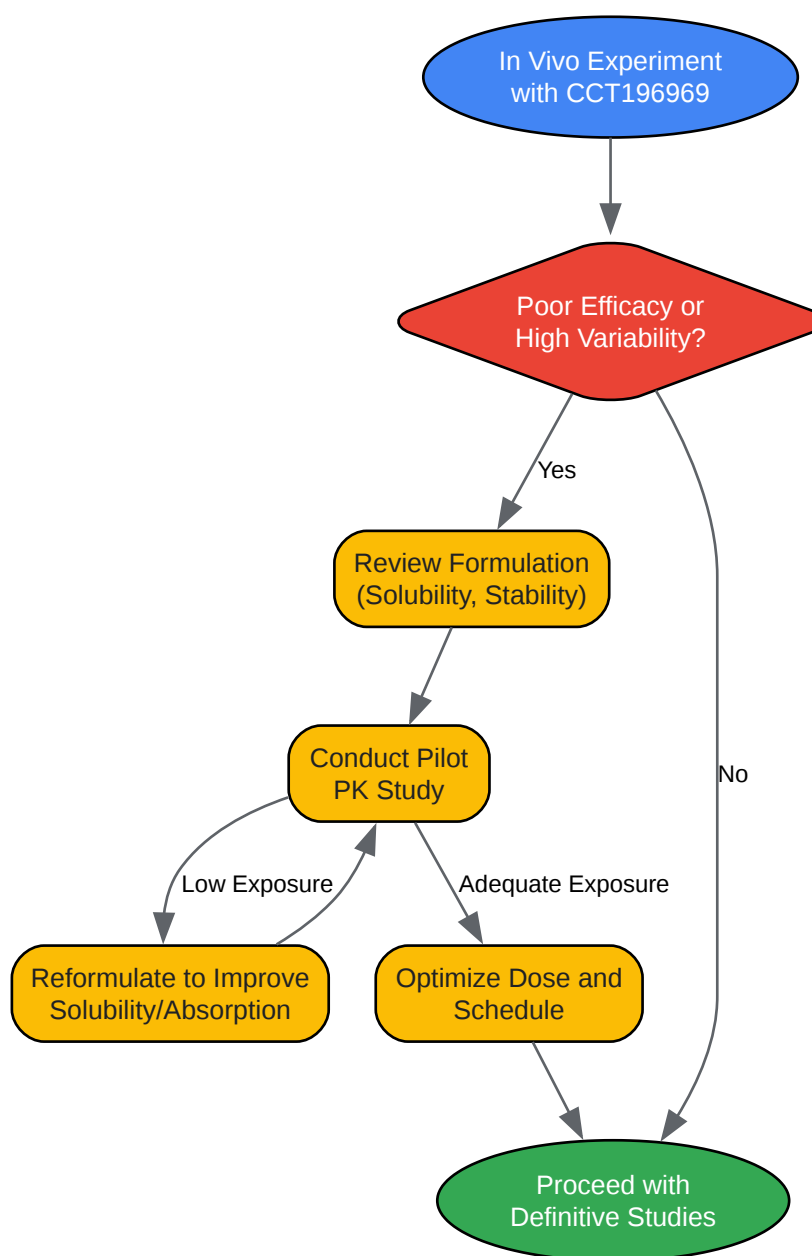 In Vivo Experiment
with CCT196969
Poor Efficacy or
High Variability?
Yes
Review Formulation
(Solubility, Stability)
Conduct Pilot
PK Study
No
Low Exposure
Adequate Exposure
Reformulate to Improve
Solubility/Absorption
Optimize Dose and
Schedule
Proceed with
Definitive Studies